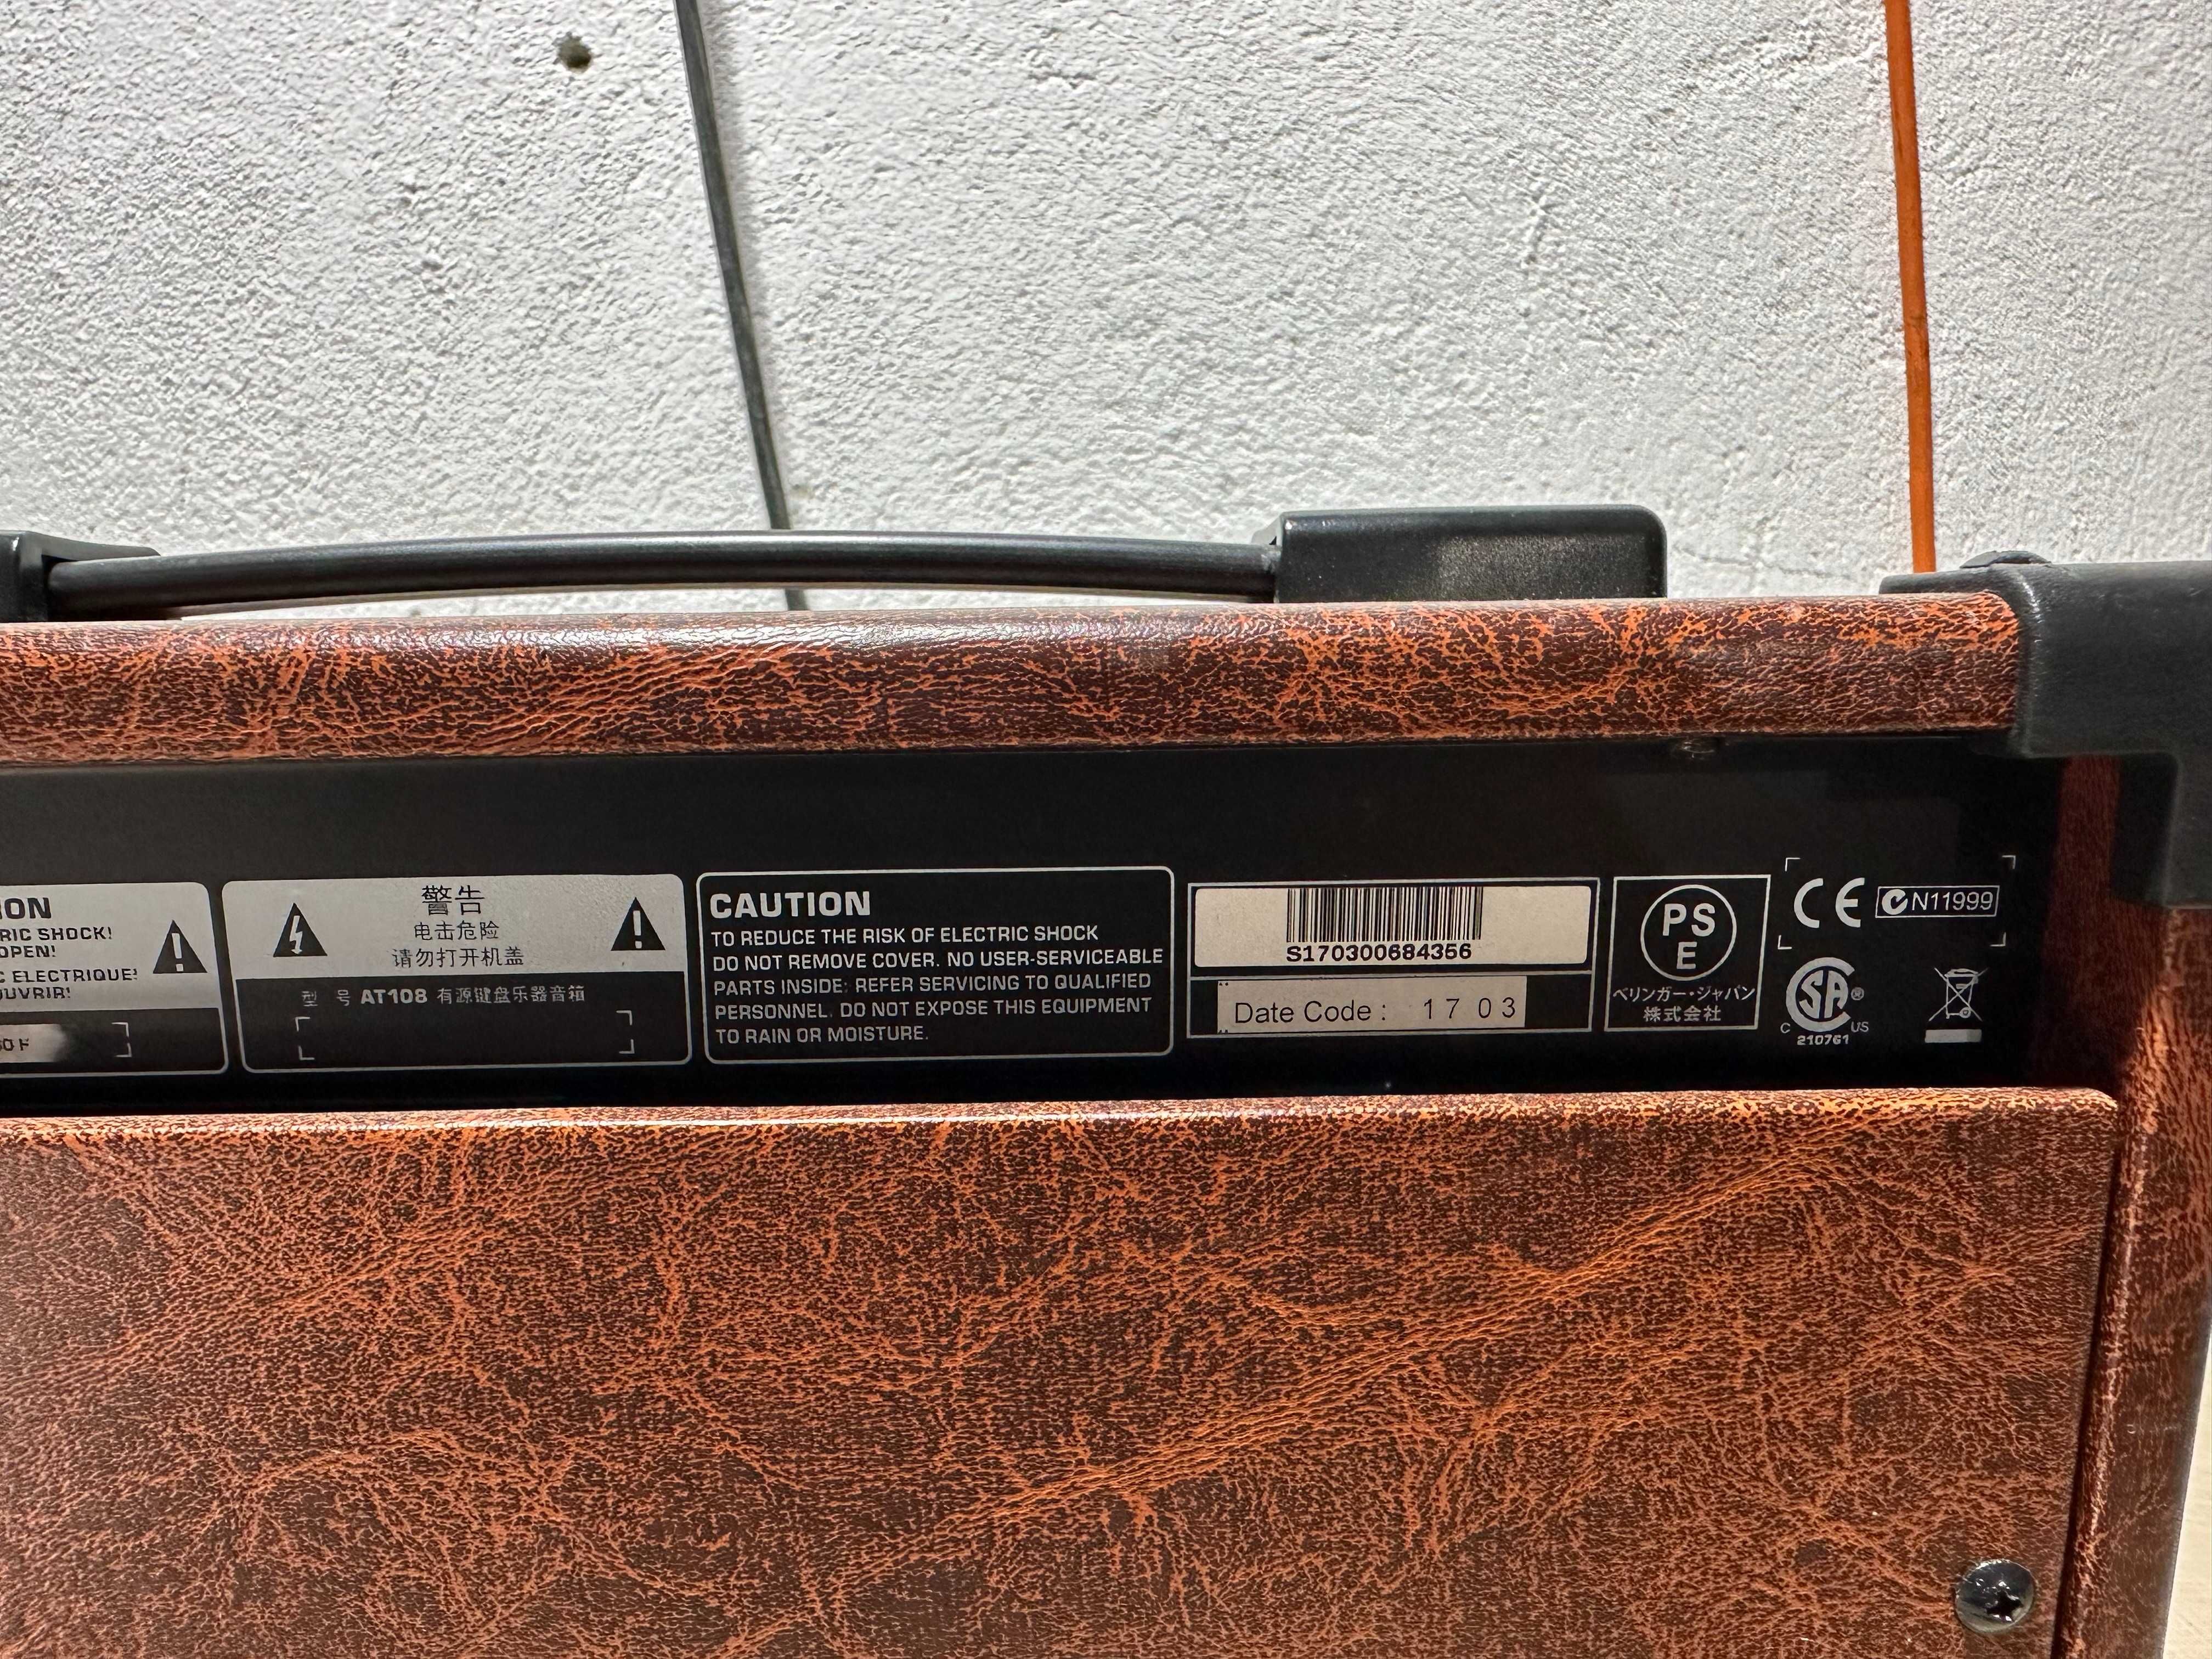 ION
RIC SHOCK!
OPEN!
C ELECTRIQUE!
OUVRIR!
警告
电击危险
请勿打开机盖
型 号 AT108 有源键盘乐器音箱
CAUTION
TO REDUCE THE RISK OF ELECTRIC SHOCK
DO NOT REMOVE COVER. NO USER-SERVICEABLE
PARTS INSIDE: REFER SERVICING TO QUALIFIED
PERSONNEL. DO NOT EXPOSE THIS EQUIPMENT
TO RAIN OR MOISTURE.
S170300684356
Date Code : 1 7 0 3
PS
E
ベリンガー・ジャパン
株式会社
CE N11999
SA®
C US
210761